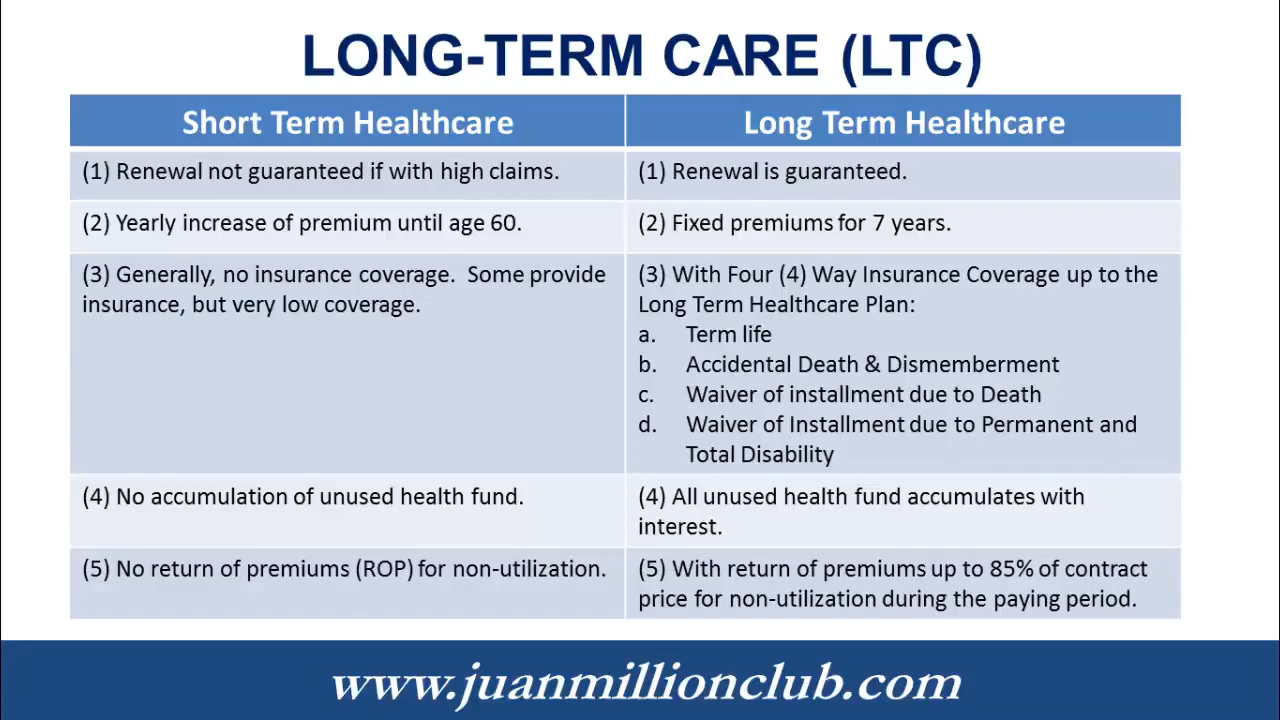 LONG-TERM CARE (LTC)
Short Term Healthcare
Long Term Healthcare
(1) Renewal not guaranteed if with high claims.
(1) Renewal is guaranteed.
(2) Yearly increase of premium until age 60.
(2) Fixed premiums for 7 years.
(3) Generally, no insurance coverage. Some provide
insurance, but very low coverage.
(3) With Four (4) Way Insurance Coverage up to the
Long Term Healthcare Plan:
a. Term life
b. Accidental Death & Dismemberment
c. Waiver of installment due to Death
d. Waiver of Installment due to Permanent and
Total Disability
(4) No accumulation of unused health fund.
(4) All unused health fund accumulates with
interest.
(5) No return of premiums (ROP) for non-utilization.
(5) With return of premiums up to 85% of contract
price for non-utilization during the paying period.
www.juanmillionclub.com